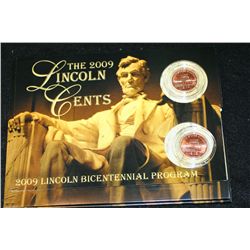 THE 2009
LINCOLN
CENTS
2009 LINCOLN BICENTENNIAL PROGRAM